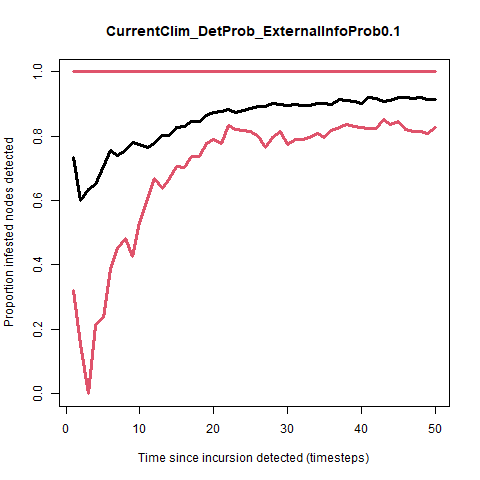 CurrentClim_DetProb_ExternalInfoProb0.1
Proportion infested nodes detected
1.0
0.8
0.6
0.4
0.2
0.0
0 10 20 30 40 50
Time since incursion detected (timesteps)